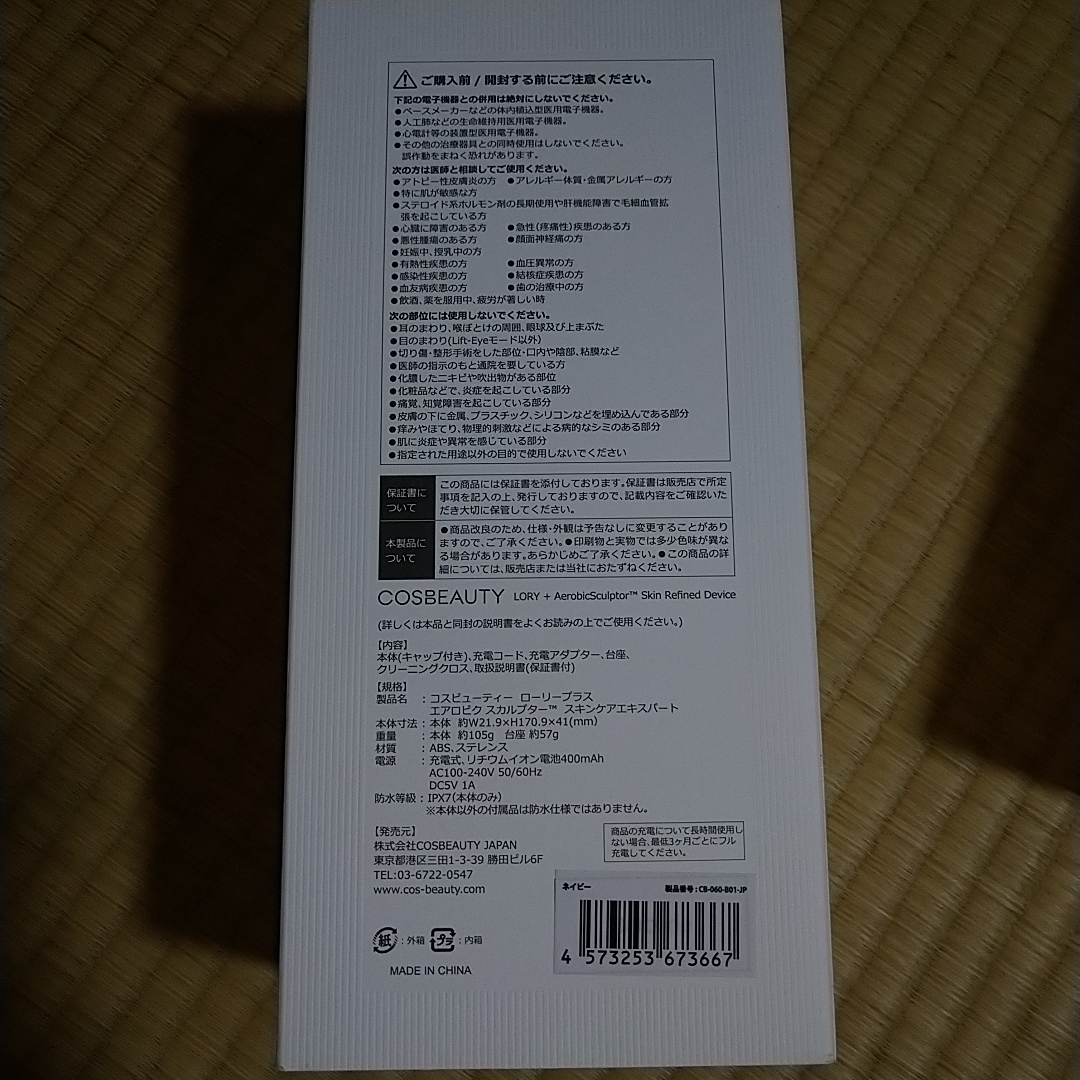 ⚠ ご購入前 / 開封する前にご注意ください。
下記の電子機器との併用は絶対にしないでください。
●ペースメーカーなどの体内植込型医用電子機器。
●人工肺などの生命維持用医用電子機器。
●心電計等の装置型医用電子機器。
●その他の治療器具との同時使用はしないでください。
誤作動をまねく恐れがあります。
次の方は医師と相談してご使用ください。
●アトピー性皮膚炎の方 ●アレルギー体質・金属アレルギーの方
●特に肌が敏感な方
●ステロイド系ホルモン剤の長期使用や肝機能障害で毛細血管拡
張を起こしている方
●心臓に障害のある方 ●急性(疼痛性)疾患のある方
●悪性腫瘍のある方 ●顔面神経痛の方
●妊娠中、授乳中の方
●有熱性疾患の方 ●血圧異常の方
●感染性疾患の方 ●結核症疾患の方
●血友病疾患の方 ●歯の治療中の方
●飲酒、薬を服用中、疲労が著しい時
次の部位には使用しないでください。
●耳のまわり、喉ぼとけの周囲、眼球及び上まぶた
●目のまわり(Lift-Eyeモード以外)
●切り傷・整形手術をした部位・口内や陰部、粘膜など
●医師の指示のもと通院を要している方
●化膿したニキビや吹出物がある部位
●化粧品などで、炎症を起こしている部分
●痛覚、知覚障害を起こしている部分
●皮膚の下に金属、プラスチック、シリコンなどを埋め込んである部分
●痒みやほてり、物理的刺激などによる病的なシミのある部分
●肌に炎症や異常を感じている部分
●指定された用途以外の目的で使用しないでください
保証書に
ついて
この商品には保証書を添付しております。保証書は販売店で所定
事項を記入の上、発行しておりますので、記載内容をご確認いた
だき大切に保管してください。
本製品に
ついて
●商品改良のため、仕様・外観は予告なしに変更することがあり
ますので、ご了承ください。●印刷物と実物では多少色味が異な
る場合があります。あらかじめご了承ください。●この商品の詳
細については、販売店または当社におたずねください。
COSBEAUTY LORY + AerobicSculptor™ Skin Refined Device
(詳しくは本品と同封の説明書をよくお読みの上でご使用ください。)
【内容】
本体(キャップ付き)、充電コード、充電アダプター、台座、
クリーニングクロス、取扱説明書(保証書付)
【規格】
製品名 : コスビューティー ローリープラス
エアロビク スカルプター™ スキンケアエキスパート
本体寸法 : 本体 約W21.9×H170.9×41(mm)
重量 : 本体 約105g 台座 約57g
材質 : ABS、ステンレス
電源 : 充電式、リチウムイオン電池400mAh
AC100-240V 50/60Hz
DC5V 1A
防水等級 : IPX7(本体のみ)
※本体以外の付属品は防水仕様ではありません。
【発売元】
株式会社COSBEAUTY JAPAN
東京都港区三田1-3-39 勝田ビル6F
TEL:03-6722-0547
www.cos-beauty.com
商品の充電について長時間使用し
ない場合、最低3ヶ月ごとにフル
充電してください。
ネイビー 製品番号:CB-060-B01-JP
4 573253 673667
紙 : 外箱 プラ : 内箱
MADE IN CHINA